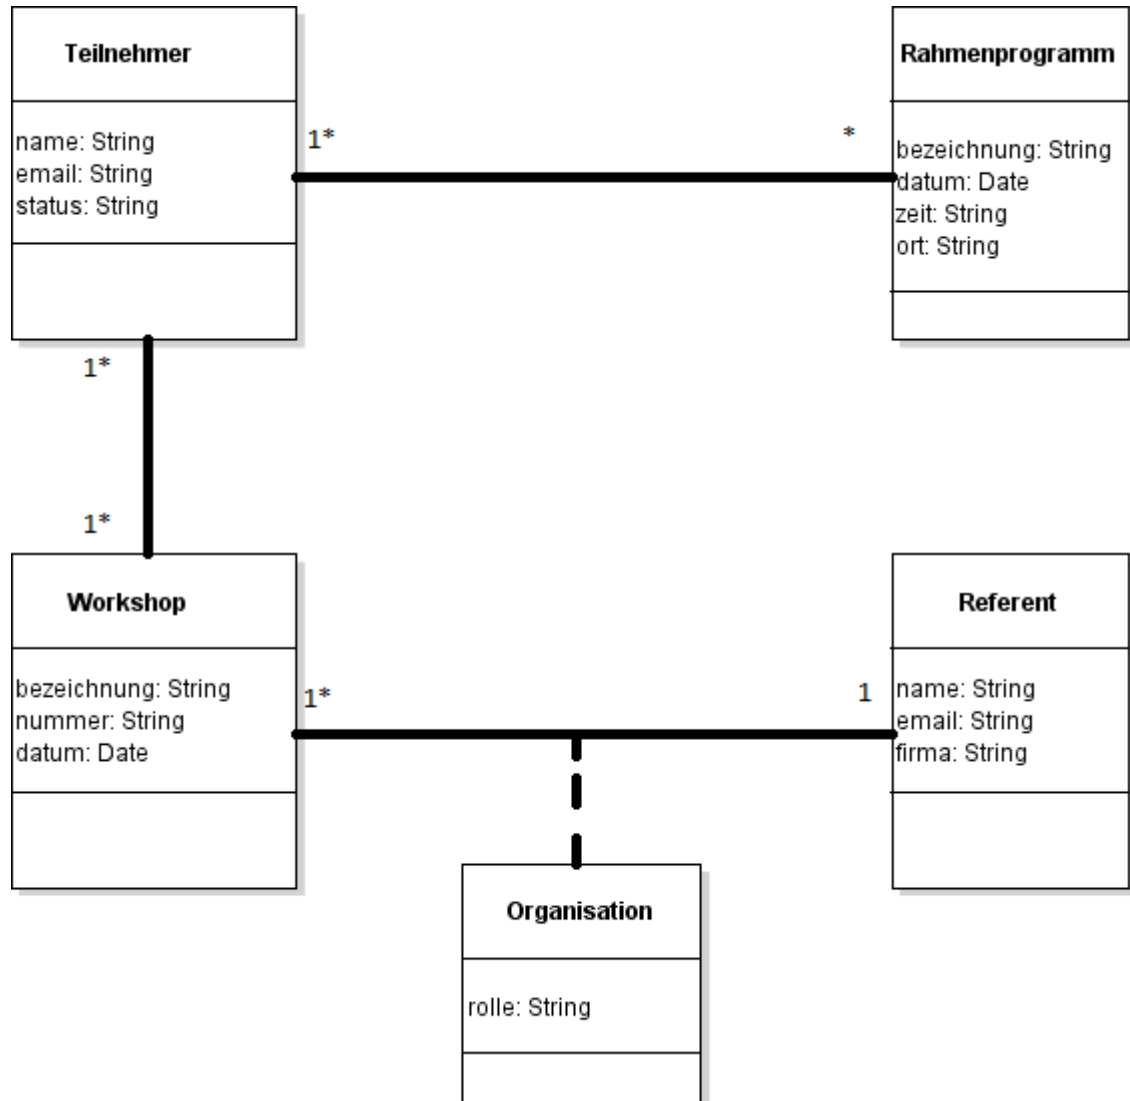 Teilnehmer
name: String
email: String
status: String
1*
*
Rahmenprogramm
bezeichnung: String
datum: Date
zeit: String
ort: String
1*
1*
Workshop
bezeichnung: String
nummer: String
datum: Date
1*
1
Referent
name: String
email: String
firma: String
Organisation
rolle: String